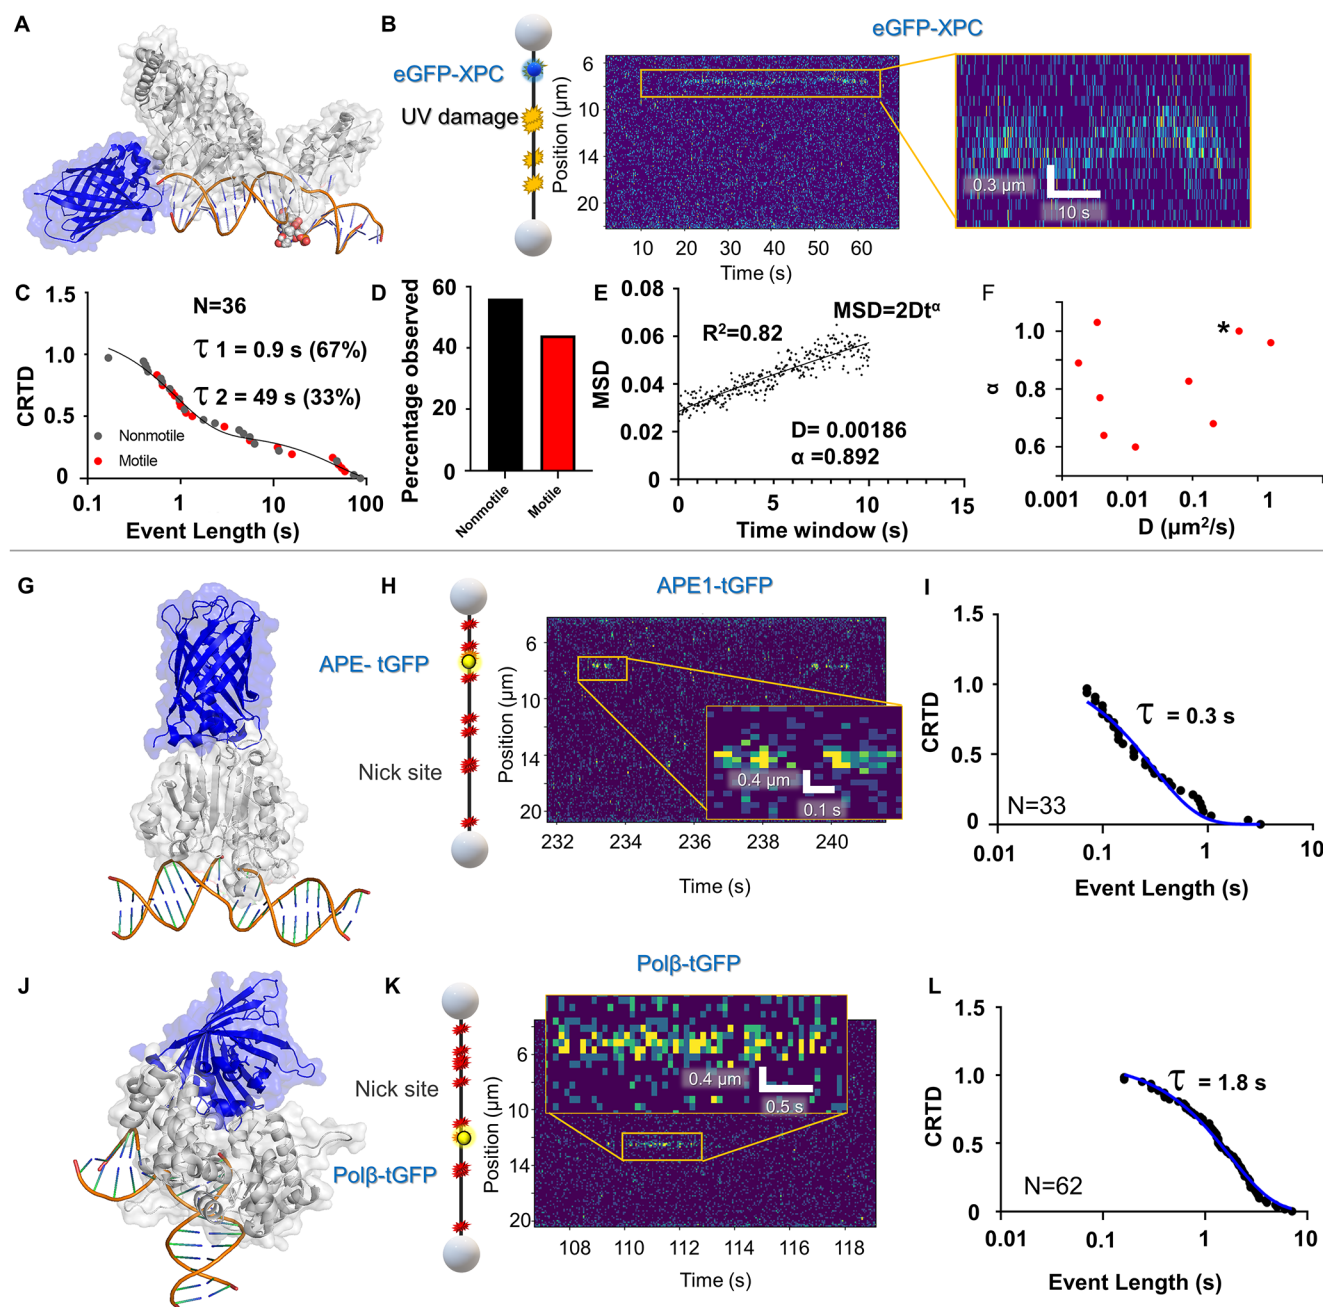 A
B
eGFP-XPC
eGFP-XPC
UV damage
Position (µm)
6
10
14
20
10 20 30 40 50 60
Time (s)
0.3 µm
10 s
C
CRTD
1.5
1.0
0.5
0
N=36
τ 1 = 0.9 s (67%)
τ 2 = 49 s (33%)
Nonmotile
Motile
0.1 1 10 100
Event Length (s)
D
Percentage observed
60
40
20
0
Nonmotile
Motile
E
MSD
0.08
0.06
0.04
0.02
0
MSD=2Dtα
R2=0.82
D= 0.00186
α =0.892
0 5 10 15
Time window (s)
F
α
1.0
0.8
0.6
*
0.001 0.01 0.1 1
D (µm2/s)
G
APE- tGFP
H
APE1-tGFP
Nick site
Position (µm)
6
10
14
20
0.4 µm
0.1 s
232 234 236 238 240
Time (s)
I
CRTD
1.5
1.0
0.5
0
τ = 0.3 s
N=33
0.01 0.1 1 10
Event Length (s)
J
K
Polβ-tGFP
Nick site
Polβ-tGFP
Position (µm)
6
10
14
20
0.4 µm
0.5 s
108 110 112 114 116 118
Time (s)
L
CRTD
1.5
1.0
0.5
0
τ = 1.8 s
N=62
0.01 0.1 1 10
Event Length (s)